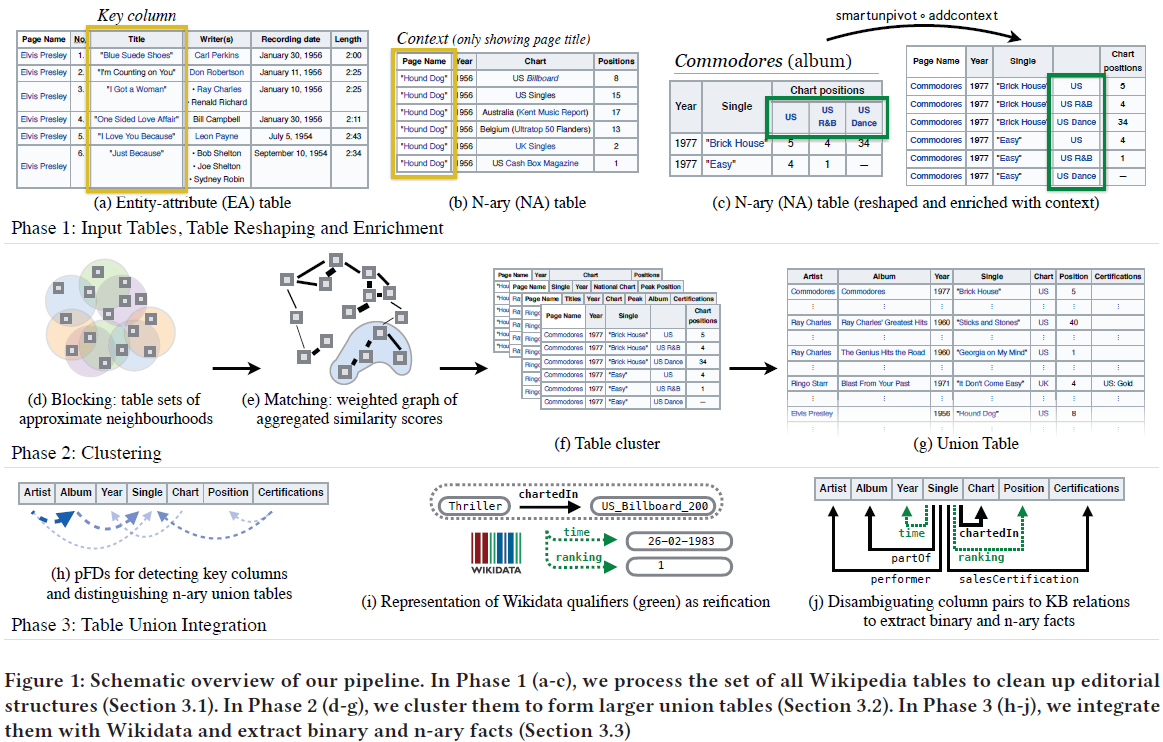 Key column
Page Name No. Title Writer(s) Recording date Length
Elvis Presley 1. "Blue Suede Shoes" Carl Perkins January 30, 1956 2:00
Elvis Presley 2. "I'm Counting on You" Don Robertson January 11, 1956 2:25
Elvis Presley 3. "I Got a Woman" • Ray Charles • Renald Richard January 10, 1956 2:25
Elvis Presley 4. "One Sided Love Affair" Bill Campbell January 30, 1956 2:11
Elvis Presley 5. "I Love You Because" Leon Payne July 5, 1954 2:43
Elvis Presley 6. "Just Because" • Bob Shelton • Joe Shelton • Sydney Robin September 10, 1954 2:34
(a) Entity-attribute (EA) table
Context (only showing page title)
Page Name Year Chart Positions
"Hound Dog" 1956 US Billboard 8
"Hound Dog" 1956 US Singles 15
"Hound Dog" 1956 Australia (Kent Music Report) 17
"Hound Dog" 1956 Belgium (Ultratop 50 Flanders) 13
"Hound Dog" 1956 UK Singles 2
"Hound Dog" 1956 US Cash Box Magazine 1
(b) N-ary (NA) table
smartunpivot∘addcontext
Commodores (album)
Year Single Chart positions
US US R&B US Dance
1977 "Brick House" 5 4 34
1977 "Easy" 4 1 —
Page Name Year Single Chart positions
Commodores 1977 "Brick House" US 5
Commodores 1977 "Brick House" US R&B 4
Commodores 1977 "Brick House" US Dance 34
Commodores 1977 "Easy" US 4
Commodores 1977 "Easy" US R&B 1
Commodores 1977 "Easy" US Dance —
(c) N-ary (NA) table (reshaped and enriched with context)
Phase 1: Input Tables, Table Reshaping and Enrichment
(d) Blocking: table sets of
approximate neighbourhoods
(e) Matching: weighted graph of
aggregated similarity scores
Page Name Year Chart Positions
Page Name Single Year National Chart Peak Position
Page Name Titles Year Chart Peak Album Certifications
Page Name Year Single Chart positions
Commodores 1977 "Brick House" US 5
Commodores 1977 "Brick House" US R&B 4
Commodores 1977 "Brick House" US Dance 34
Commodores 1977 "Easy" US 4
Commodores 1977 "Easy" US R&B 1
Commodores 1977 "Easy" US Dance —
(f) Table cluster
Artist Album Year Single Chart Position Certifications
Commodores Commodores 1977 "Brick House" US 5
Ray Charles Ray Charles' Greatest Hits 1960 "Sticks and Stones" US 40
Ray Charles The Genius Hits the Road 1960 "Georgia on My Mind" US 1
Ringo Starr Blast From Your Past 1971 "It Don't Come Easy" UK 4 US: Gold
Elvis Presley 1956 "Hound Dog" US 8
(g) Union Table
Phase 2: Clustering
Artist Album Year Single Chart Position Certifications
(h) pFDs for detecting key columns
and distinguishing n-ary union tables
chartedIn
Thriller US_Billboard_200
time 26-02-1983
ranking 1
WIKIDATA
(i) Representation of Wikidata qualifiers (green) as reification
Artist Album Year Single Chart Position Certifications
time chartedIn
partOf ranking
performer salesCertification
(j) Disambiguating column pairs to KB relations
to extract binary and n-ary facts
Phase 3: Table Union Integration
Figure 1: Schematic overview of our pipeline. In Phase 1 (a-c), we process the set of all Wikipedia tables to clean up editorial
structures (Section 3.1). In Phase 2 (d-g), we cluster them to form larger union tables (Section 3.2). In Phase 3 (h-j), we integrate
them with Wikidata and extract binary and n-ary facts (Section 3.3)